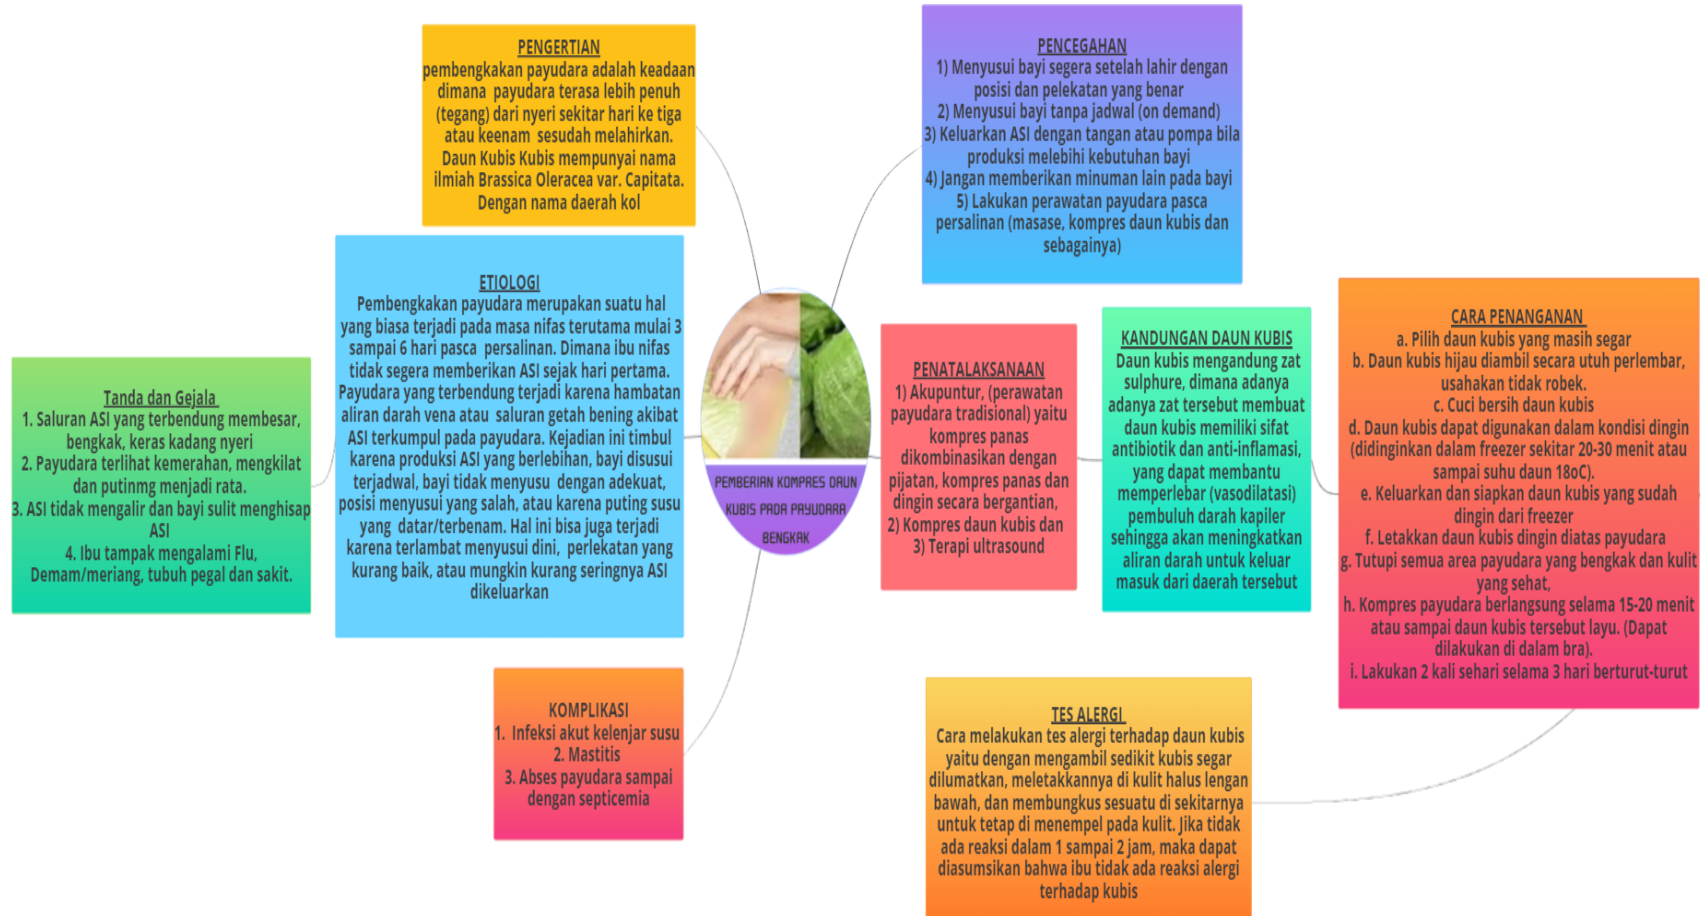 PENGERTIAN
pembengkakan payudara adalah keadaan
dimana payudara terasa lebih penuh
(tegang) dari nyeri sekitar hari ke tiga
atau keenam sesudah melahirkan.
Daun Kubis Kubis mempunyai nama
ilmiah Brassica Oleracea var. Capitata.
Dengan nama daerah kol
PENCEGAHAN
1) Menyusui bayi segera setelah lahir dengan
posisi dan pelekatan yang benar
2) Menyusui bayi tanpa jadwal (on demand)
3) Keluarkan ASI dengan tangan atau pompa bila
produksi melebihi kebutuhan bayi
4) Jangan memberikan minuman lain pada bayi
5) Lakukan perawatan payudara pasca
persalinan (masase, kompres daun kubis dan
sebagainya)
ETIOLOGI
Pembengkakan payudara merupakan suatu hal
yang biasa terjadi pada masa nifas terutama mulai 3
sampai 6 hari pasca persalinan. Dimana ibu nifas
tidak segera memberikan ASI sejak hari pertama.
Payudara yang terbendung terjadi karena hambatan
aliran darah vena atau saluran getah bening akibat
ASI terkumpul pada payudara. Kejadian ini timbul
karena produksi ASI yang berlebihan, bayi disusui
terjadwal, bayi tidak menyusu dengan adekuat,
posisi menyusui yang salah, atau karena puting susu
yang datar/terbenam. Hal ini bisa juga terjadi
karena terlambat menyusui dini, perlekatan yang
kurang baik, atau mungkin kurang seringnya ASI
dikeluarkan
Tanda dan Gejala
1. Saluran ASI yang terbendung membesar,
bengkak, keras kadang nyeri
2. Payudara terlihat kemerahan, mengkilat
dan putinmg menjadi rata.
3. ASI tidak mengalir dan bayi sulit menghisap
ASI
4. Ibu tampak mengalami Flu,
Demam/meriang, tubuh pegal dan sakit.
PEMBERIAN KOMPRES DAUN
KUBIS PADA PAYUDARA
BENGKAK
PENATALAKSANAAN
1) Akupuntur, (perawatan
payudara tradisional) yaitu
kompres panas
dikombinasikan dengan
pijatan, kompres panas dan
dingin secara bergantian,
2) Kompres daun kubis dan
3) Terapi ultrasound
KANDUNGAN DAUN KUBIS
Daun kubis mengandung zat
sulphure, dimana adanya
adanya zat tersebut membuat
daun kubis memiliki sifat
antibiotik dan anti-inflamasi,
yang dapat membantu
memperlebar (vasodilatasi)
pembuluh darah kapiler
sehingga akan meningkatkan
aliran darah untuk keluar
masuk dari daerah tersebut
CARA PENANGANAN
a. Pilih daun kubis yang masih segar
b. Daun kubis hijau diambil secara utuh perlembar,
usahakan tidak robek.
c. Cuci bersih daun kubis
d. Daun kubis dapat digunakan dalam kondisi dingin
(didinginkan dalam freezer sekitar 20-30 menit atau
sampai suhu daun 18oC).
e. Keluarkan dan siapkan daun kubis yang sudah
dingin dari freezer
f. Letakkan daun kubis dingin diatas payudara
g. Tutupi semua area payudara yang bengkak dan kulit
yang sehat,
h. Kompres payudara berlangsung selama 15-20 menit
atau sampai daun kubis tersebut layu. (Dapat
dilakukan di dalam bra).
i. Lakukan 2 kali sehari selama 3 hari berturut-turut
KOMPLIKASI
1. Infeksi akut kelenjar susu
2. Mastitis
3. Abses payudara sampai
dengan septicemia
TES ALERGI
Cara melakukan tes alergi terhadap daun kubis
yaitu dengan mengambil sedikit kubis segar
dilumatkan, meletakkannya di kulit halus lengan
bawah, dan membungkus sesuatu di sekitarnya
untuk tetap di menempel pada kulit. Jika tidak
ada reaksi dalam 1 sampai 2 jam, maka dapat
diasumsikan bahwa ibu tidak ada reaksi alergi
terhadap kubis